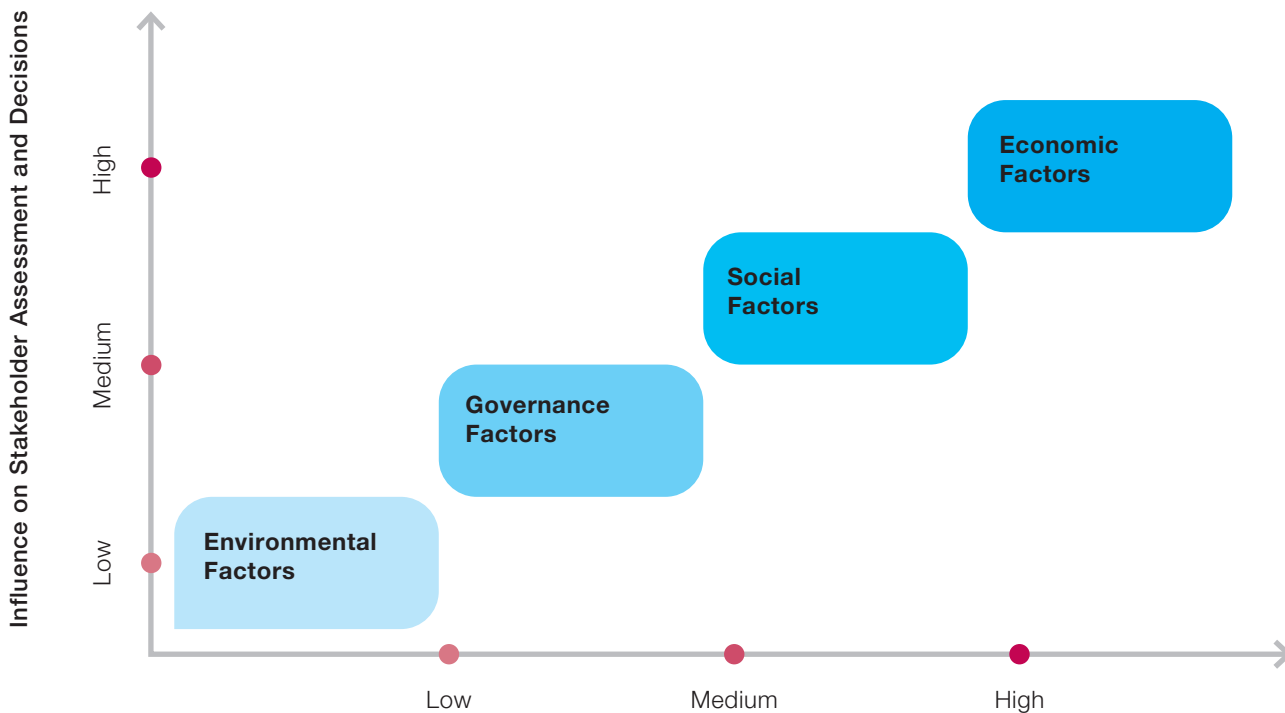 Influence on Stakeholder Assessment and Decisions
High
Medium
Low
Economic
Factors
Social
Factors
Governance
Factors
Environmental
Factors
Low
Medium
High